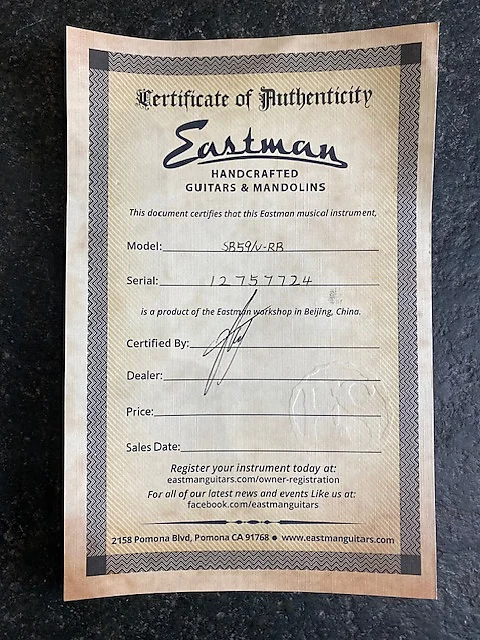 Certificate of Authenticity
Eastman
HANDCRAFTED
GUITARS & MANDOLINS
This document certifies that this Eastman musical instrument,
Model: SB59/V-RB
Serial: 12757724
is a product of the Eastman workshop in Beijing, China.
Certified By:
Dealer:
Price:
Sales Date:
Register your instrument today at:
eastmanguitars.com/owner-registration
For all of our latest news and events Like us at:
facebook.com/eastmanguitars
2158 Pomona Blvd, Pomona CA 91768 ● www.eastmanguitars.com